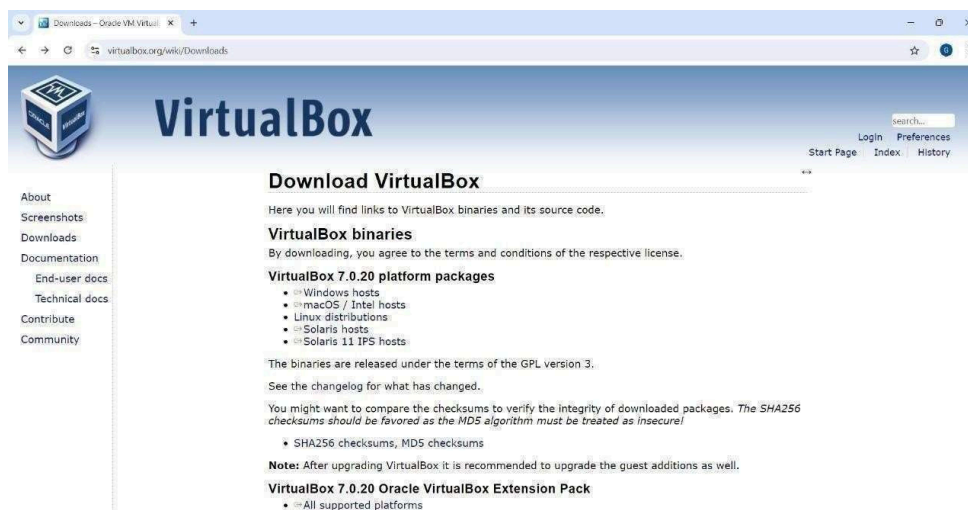 Downloads – Oracle VM Virtual
virtualbox.org/wiki/Downloads
G
ORACLE
VirtualBox
VirtualBox
search...
Login Preferences
Start Page Index History
About
Screenshots
Downloads
Documentation
End-user docs
Technical docs
Contribute
Community
Download VirtualBox
Here you will find links to VirtualBox binaries and its source code.
VirtualBox binaries
By downloading, you agree to the terms and conditions of the respective license.
VirtualBox 7.0.20 platform packages
Windows hosts
macOS / Intel hosts
Linux distributions
Solaris hosts
Solaris 11 IPS hosts
The binaries are released under the terms of the GPL version 3.
See the changelog for what has changed.
You might want to compare the checksums to verify the integrity of downloaded packages. The SHA256
checksums should be favored as the MD5 algorithm must be treated as insecure!
SHA256 checksums, MD5 checksums
Note: After upgrading VirtualBox it is recommended to upgrade the guest additions as well.
VirtualBox 7.0.20 Oracle VirtualBox Extension Pack
All supported platforms